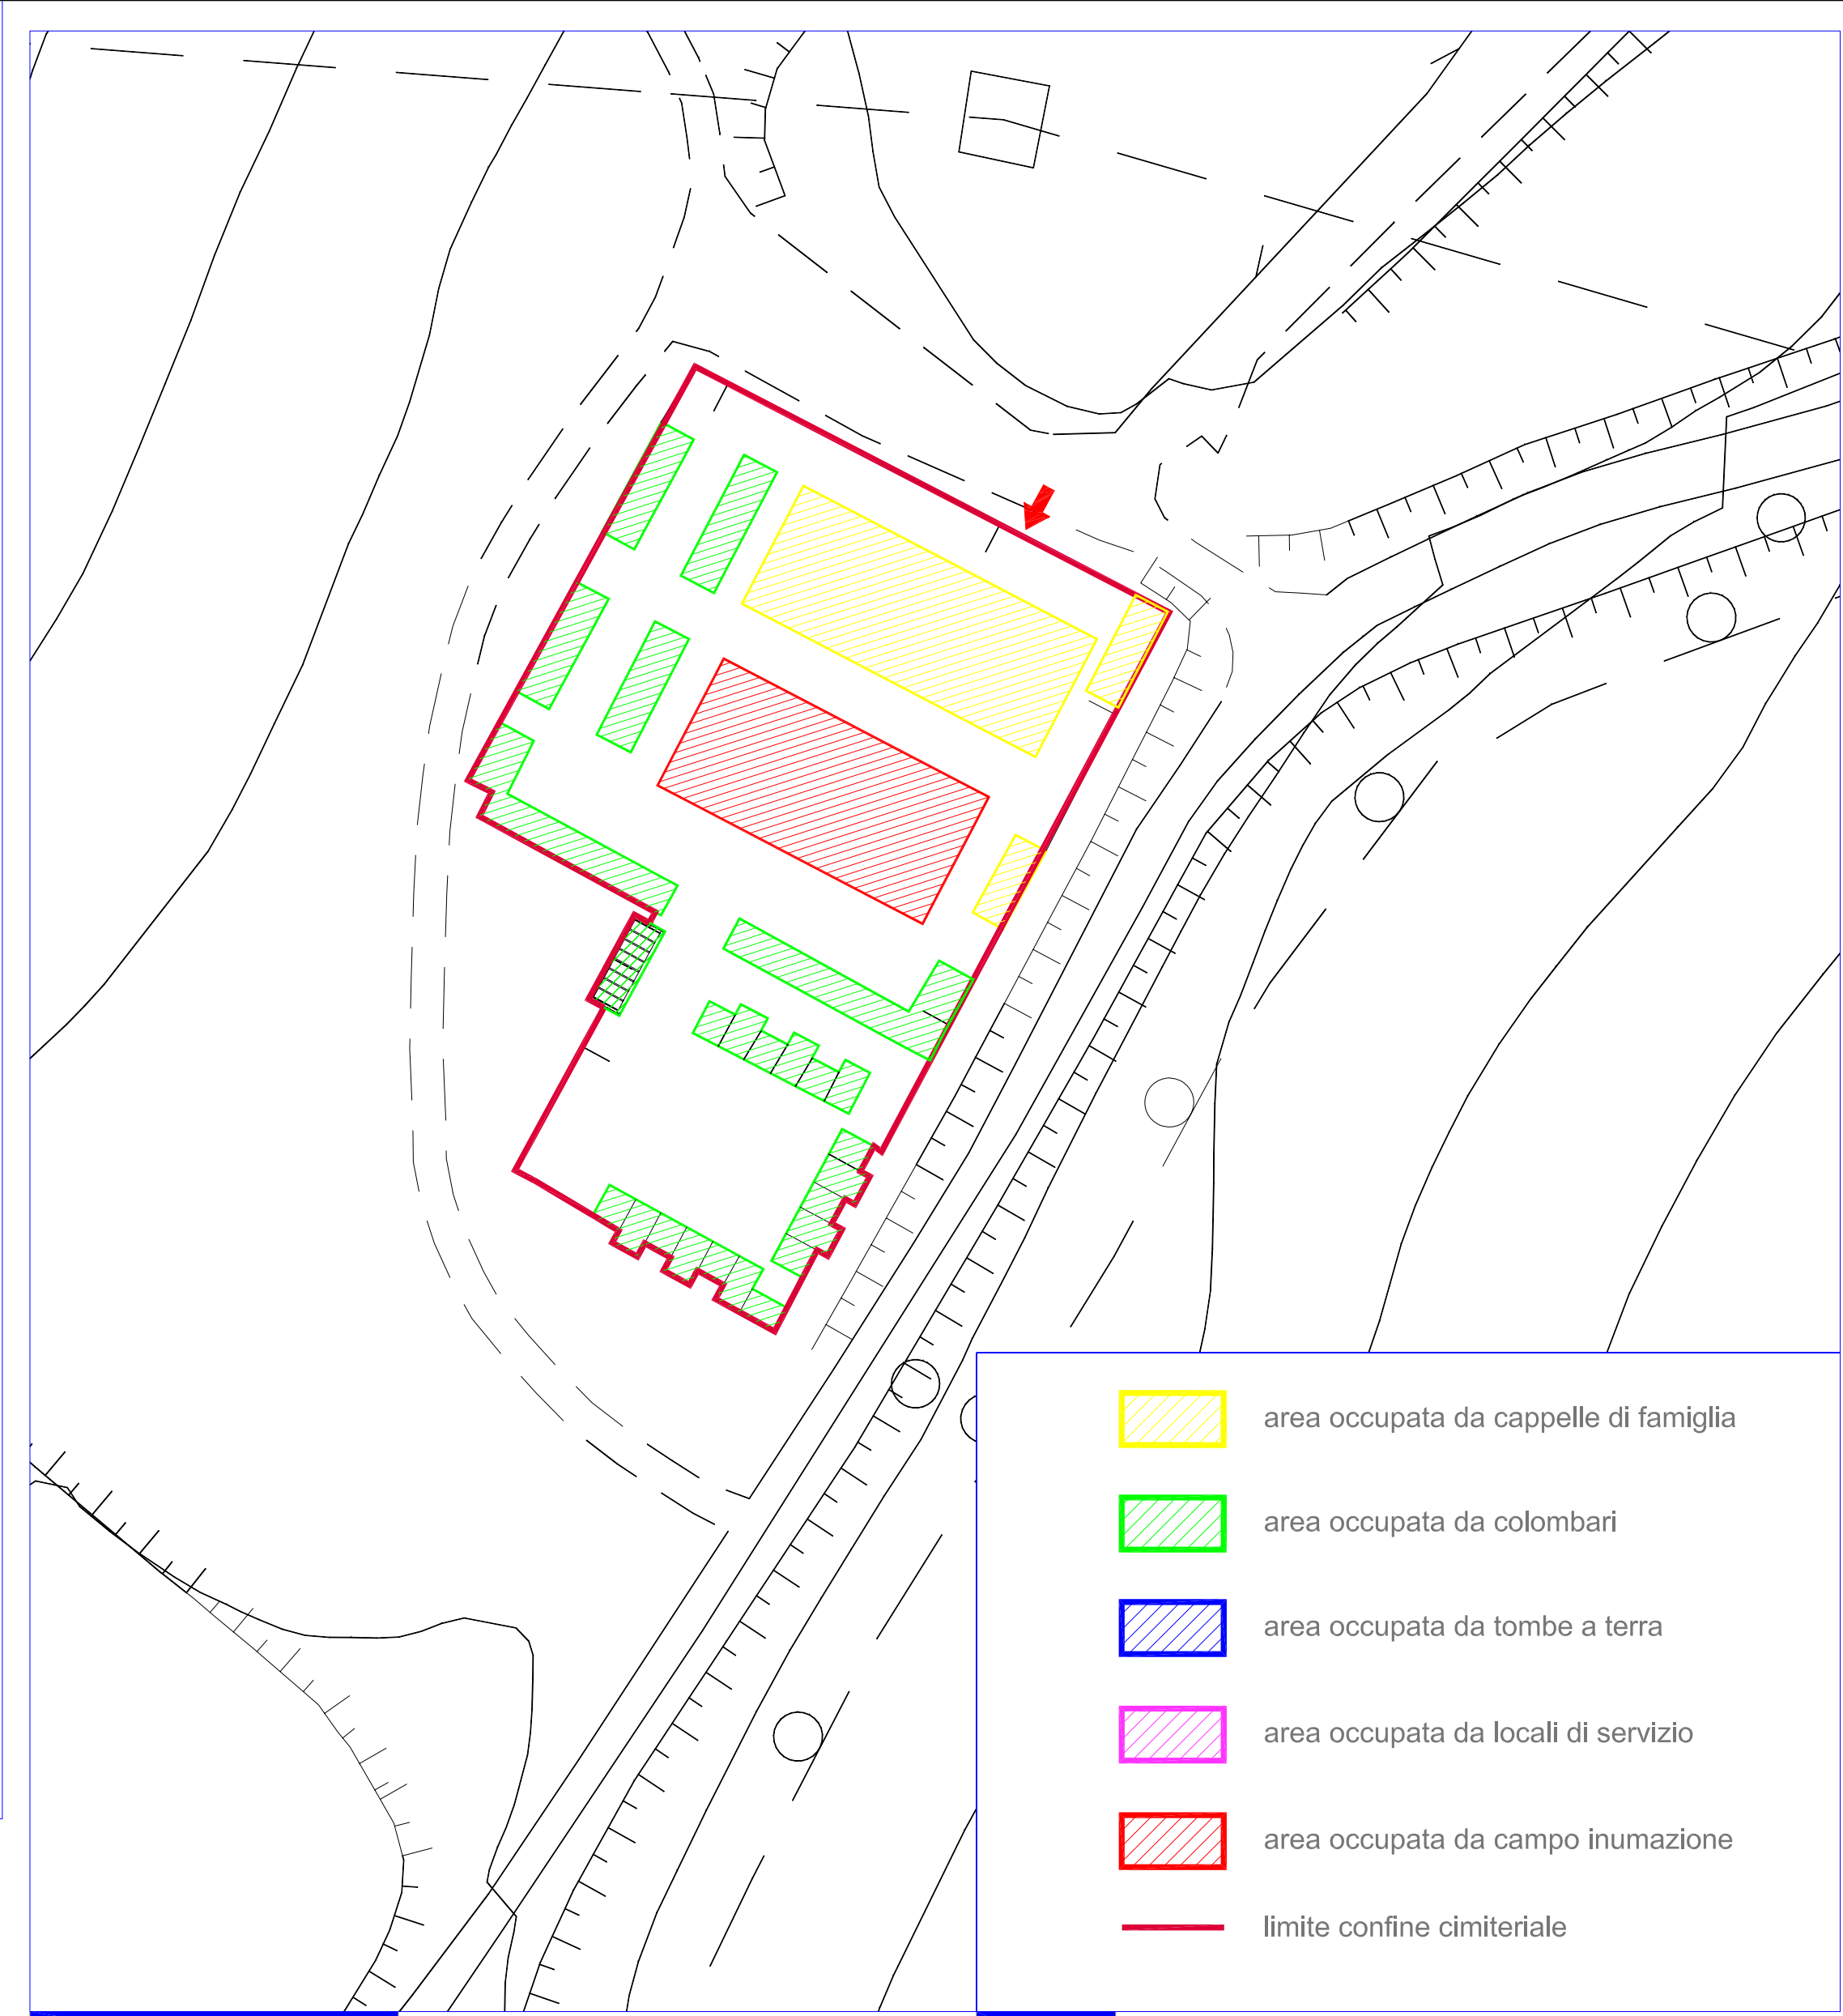 area occupata da cappelle di famiglia
area occupata da colombari
area occupata da tombe a terra
area occupata da locali di servizio
area occupata da campo inumazione
limite confine cimiteriale